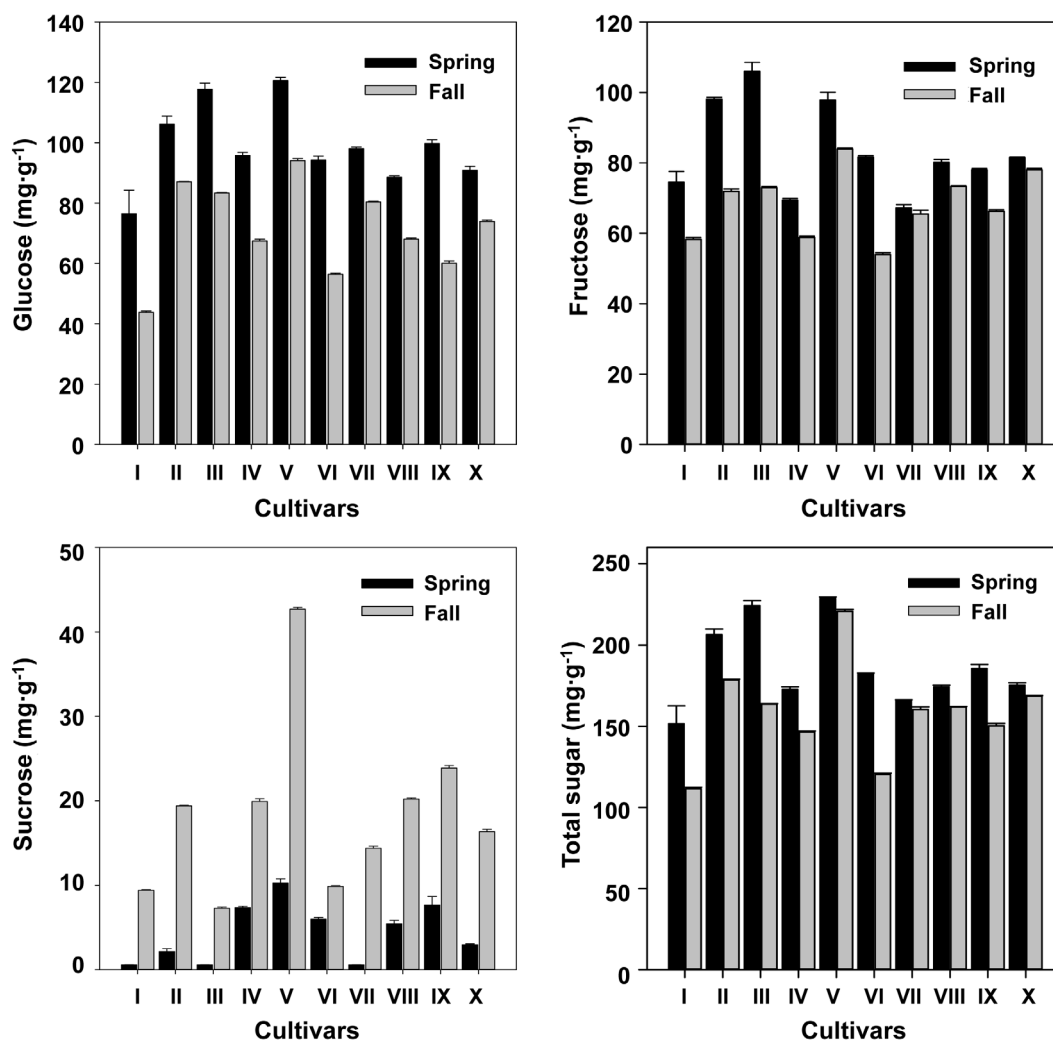 140
120
100
80
60
40
20
0
Glucose (mg·g⁻¹)
Spring
Fall
I II III IV V VI VII VIII IX X
Cultivars
120
100
80
60
40
20
0
Fructose (mg·g⁻¹)
Spring
Fall
I II III IV V VI VII VIII IX X
Cultivars
50
40
30
20
10
0
Sucrose (mg·g⁻¹)
Spring
Fall
I II III IV V VI VII VIII IX X
Cultivars
250
200
150
100
50
0
Total sugar (mg·g⁻¹)
Spring
Fall
I II III IV V VI VII VIII IX X
Cultivars